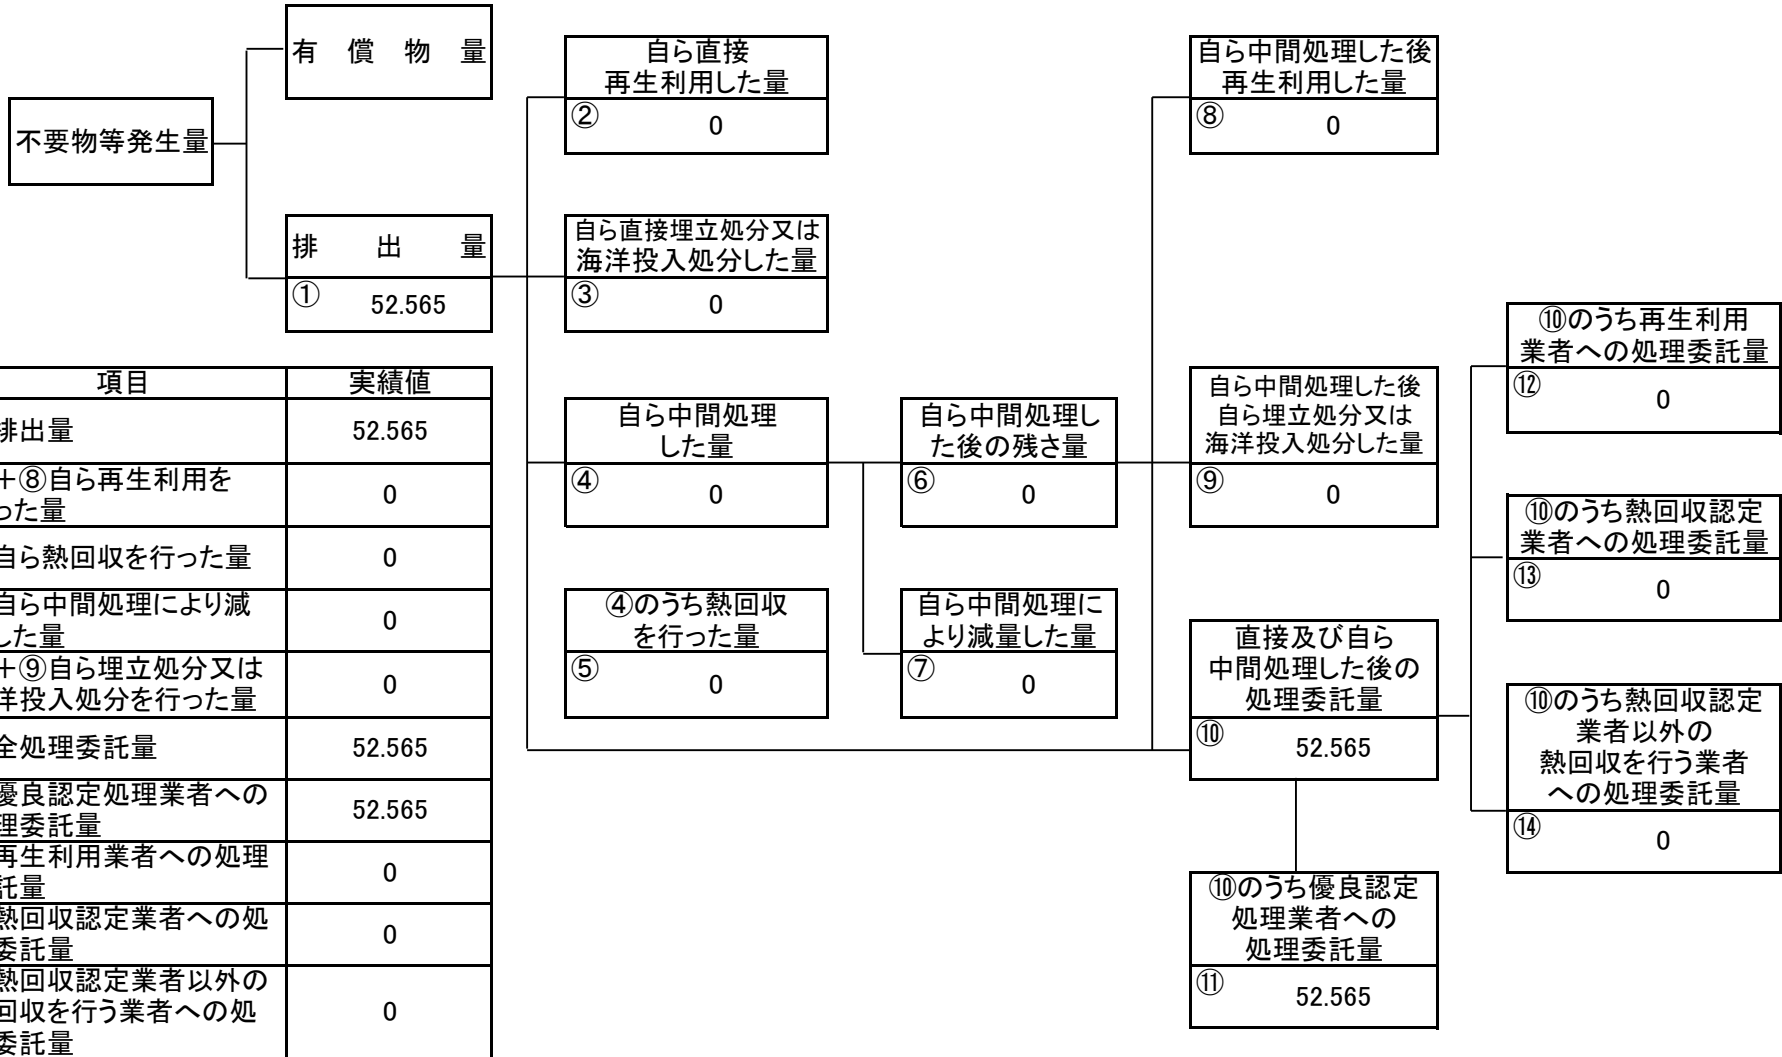 不要物等発生量
有 償 物 量
排 出 量
① 52.565
自ら直接
再生利用した量
② 0
自ら直接埋立処分又は
海洋投入処分した量
③ 0
自ら中間処理
した量
④ 0
④のうち熱回収
を行った量
⑤ 0
自ら中間処理し
た後の残さ量
⑥ 0
自ら中間処理に
より減量した量
⑦ 0
自ら中間処理した後
再生利用した量
⑧ 0
自ら中間処理した後
自ら埋立処分又は
海洋投入処分した量
⑨ 0
直接及び自ら
中間処理した後の
処理委託量
⑩ 52.565
⑩のうち優良認定
処理業者への
処理委託量
⑪ 52.565
⑩のうち再生利用
業者への処理委託量
⑫ 0
⑩のうち熱回収認定
業者への処理委託量
⑬ 0
⑩のうち熱回収認定
業者以外の
熱回収を行う業者
への処理委託量
⑭ 0
項目 実績値
排出量 52.565
+⑧自ら再生利用を
った量 0
自ら熱回収を行った量 0
自ら中間処理により減
した量 0
+⑨自ら埋立処分又は
洋投入処分を行った量 0
全処理委託量 52.565
優良認定処理業者への
理委託量 52.565
再生利用業者への処理
託量 0
熱回収認定業者への処
委託量 0
熱回収認定業者以外の
回収を行う業者への処
委託量 0